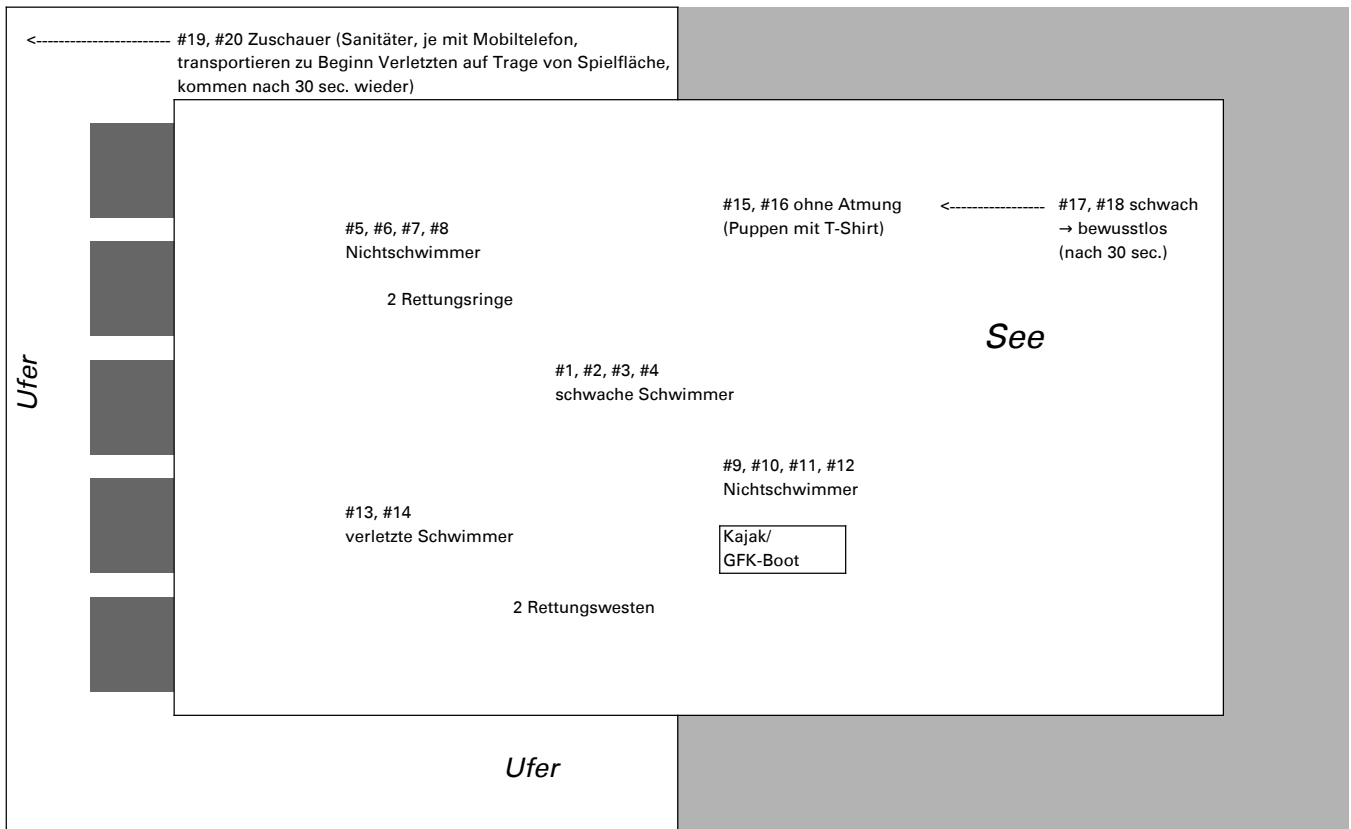 <------------------------ #19, #20 Zuschauer (Sanitäter, je mit Mobiltelefon,
transportieren zu Beginn Verletzten auf Trage von Spielfläche,
kommen nach 30 sec. wieder)
#15, #16 ohne Atmung <----------------- #17, #18 schwach
(Puppen mit T-Shirt) → bewusstlos
(nach 30 sec.)
#5, #6, #7, #8
Nichtschwimmer
2 Rettungsringe
See
Ufer
#1, #2, #3, #4
schwache Schwimmer
#9, #10, #11, #12
Nichtschwimmer
#13, #14
verletzte Schwimmer
Kajak/
GFK-Boot
2 Rettungswesten
Ufer